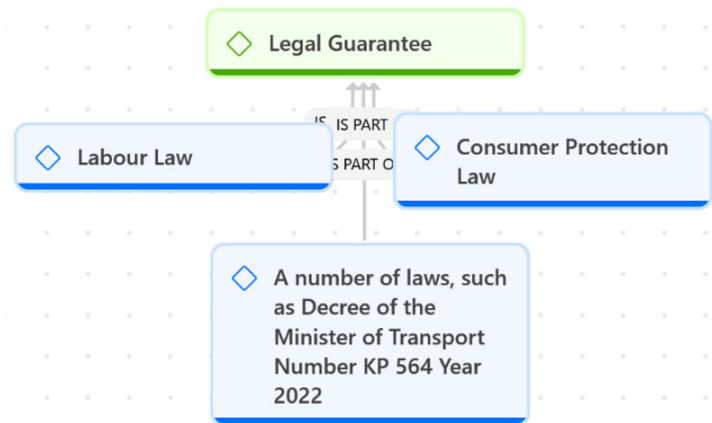 Legal Guarantee
IS PART
Labour Law
Consumer Protection
Law
PART O
A number of laws, such
as Decree of the
Minister of Transport
Number KP 564 Year
2022